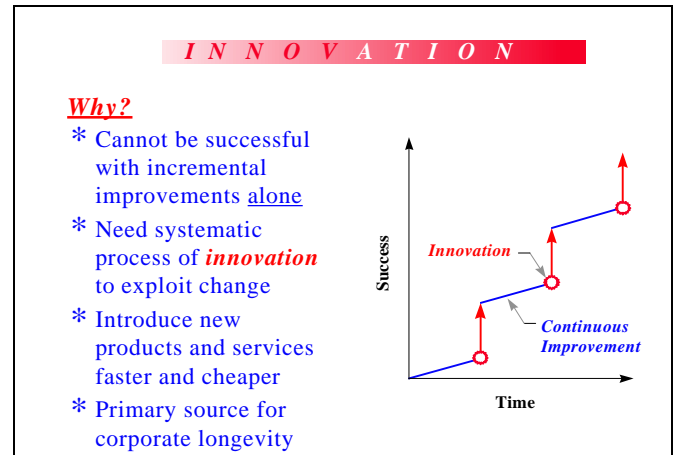 I N N O V A T I O N
Why?
* Cannot be successful
with incremental
improvements alone
* Need systematic
process of innovation
to exploit change
* Introduce new
products and services
faster and cheaper
* Primary source for
corporate longevity
Success
Innovation
Continuous
Improvement
Time